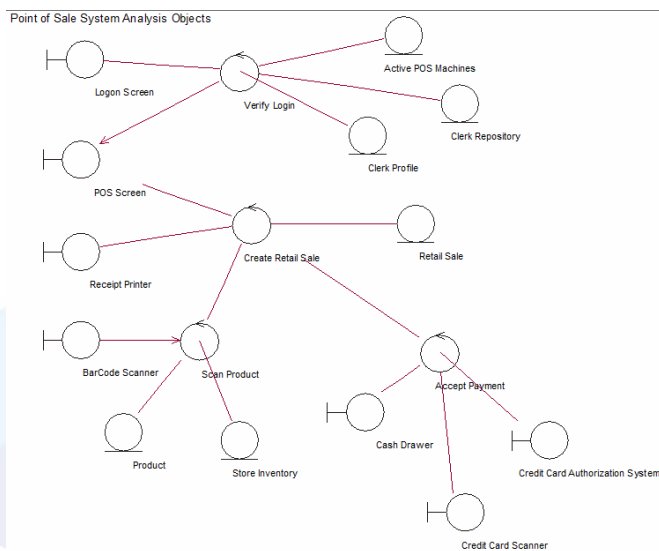 Point of Sale System Analysis Objects
Active POS Machines
Logon Screen
Verify Login
Clerk Repository
Clerk Profile
POS Screen
Create Retail Sale
Retail Sale
Receipt Printer
BarCode Scanner
Scan Product
Accept Payment
Cash Drawer
Product
Store Inventory
Credit Card Authorization System
Credit Card Scanner